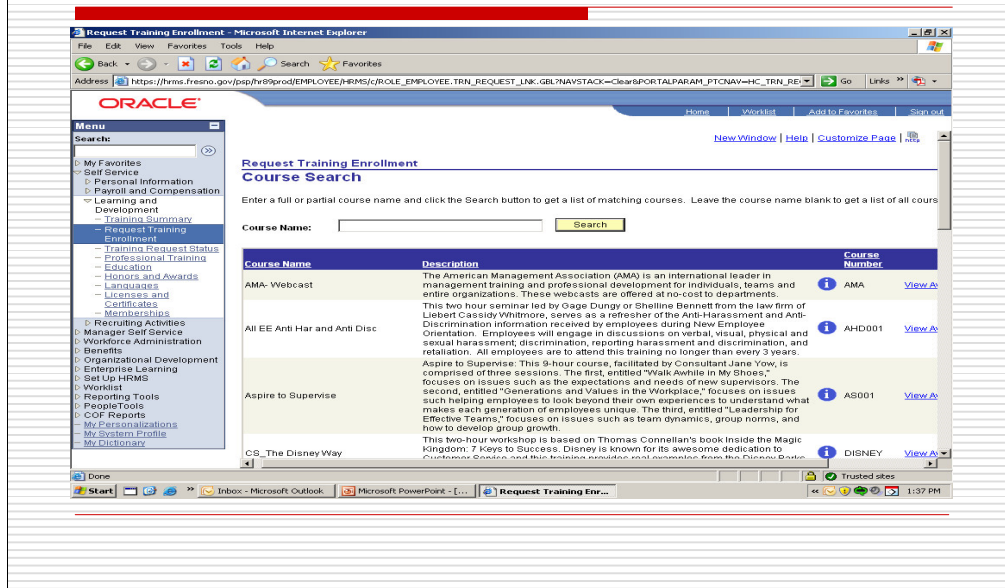 Request Training Enrollment - Microsoft Internet Explorer
File Edit View Favorites Tools Help
Back Search Favorites
Address https://hrms.fresno.gov/psp/hr89prod/EMPLOYEE/HRMS/c/ROLE_EMPLOYEE.TRN_REQUEST_LNK.GBL?NAVSTACK=Clear&PORTALPARAM_PTCNAV=HC_TRN_RE Go Links »
ORACLE
Home Worklist Add to Favorites Sign out
Menu
Search:
My Favorites
Self Service
Personal Information
Payroll and Compensation
Learning and
Development
– Training Summary
– Request Training
Enrollment
– Training Request Status
– Professional Training
– Education
– Honors and Awards
– Languages
– Licenses and
Certificates
– Memberships
Recruiting Activities
Manager Self Service
Workforce Administration
Benefits
Organizational Development
Enterprise Learning
Set Up HRMS
Worklist
Reporting Tools
PeopleTools
COF Reports
– My Personalizations
– My System Profile
– My Dictionary
New Window | Help | Customize Page | http
Request Training Enrollment
Course Search
Enter a full or partial course name and click the Search button to get a list of matching courses. Leave the course name blank to get a list of all cours
Course Name: Search
Course Name Description Course
Number
AMA- Webcast
The American Management Association (AMA) is an international leader in
management training and professional development for individuals, teams and
entire organizations. These webcasts are offered at no-cost to departments.
AMA View Av
All EE Anti Har and Anti Disc
This two hour seminar led by Gage Dungy or Shelline Bennett from the law firm of
Liebert Cassidy Whitmore, serves as a refresher of the Anti-Harassment and Anti-
Discrimination information received by employees during New Employee
Orientation. Employees will engage in discussions on verbal, visual, physical and
sexual harassment; discrimination, reporting harassment and discrimination, and
retaliation. All employees are to attend this training no longer than every 3 years.
AHD001 View Av
Aspire to Supervise
Aspire to Supervise: This 9-hour course, facilitated by Consultant Jane Yow, is
comprised of three sessions. The first, entitled "Walk Awhile in My Shoes,"
focuses on issues such as the expectations and needs of new supervisors. The
second, entitled "Generations and Values in the Workplace," focuses on issues
such helping employees to look beyond their own experiences to understand what
makes each generation of employees unique. The third, entitled "Leadership for
Effective Teams," focuses on issues such as team dynamics, group norms, and
how to develop group growth.
AS001 View Av
CS_The Disney Way
This two-hour workshop is based on Thomas Connellan's book Inside the Magic
Kingdom: 7 Keys to Success. Disney is known for its awesome dedication to
Customer Service and this training provides real examples from the Disney Parks
DISNEY View Av
Done Trusted sites
Start » Inbox - Microsoft Outlook Microsoft PowerPoint - [... Request Training Enr... « 1:37 PM